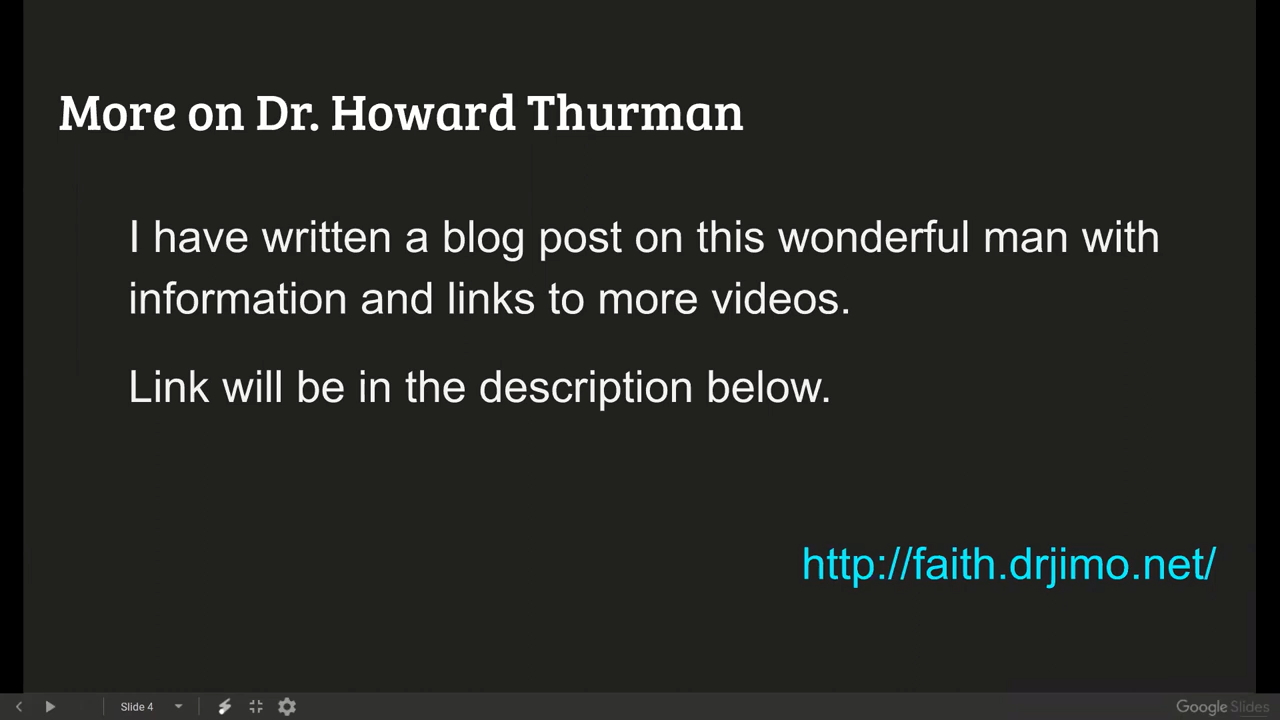 More on Dr. Howard Thurman
I have written a blog post on this wonderful man with
information and links to more videos.
Link will be in the description below.
http://faith.drjimo.net/
Slide 4
Google Slides